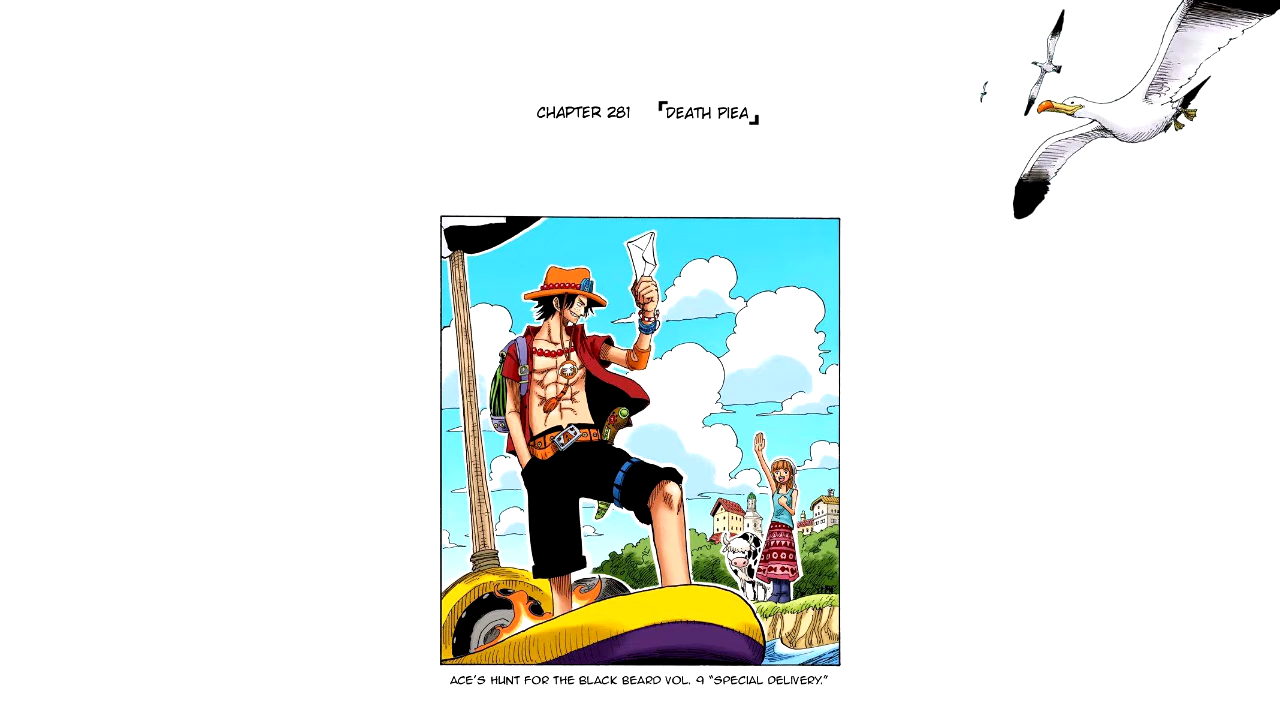 CHAPTER 281 「DEATH PIEA」
A
ACE'S HUNT FOR THE BLACK BEARD VOL. 9 "SPECIAL DELIVERY."